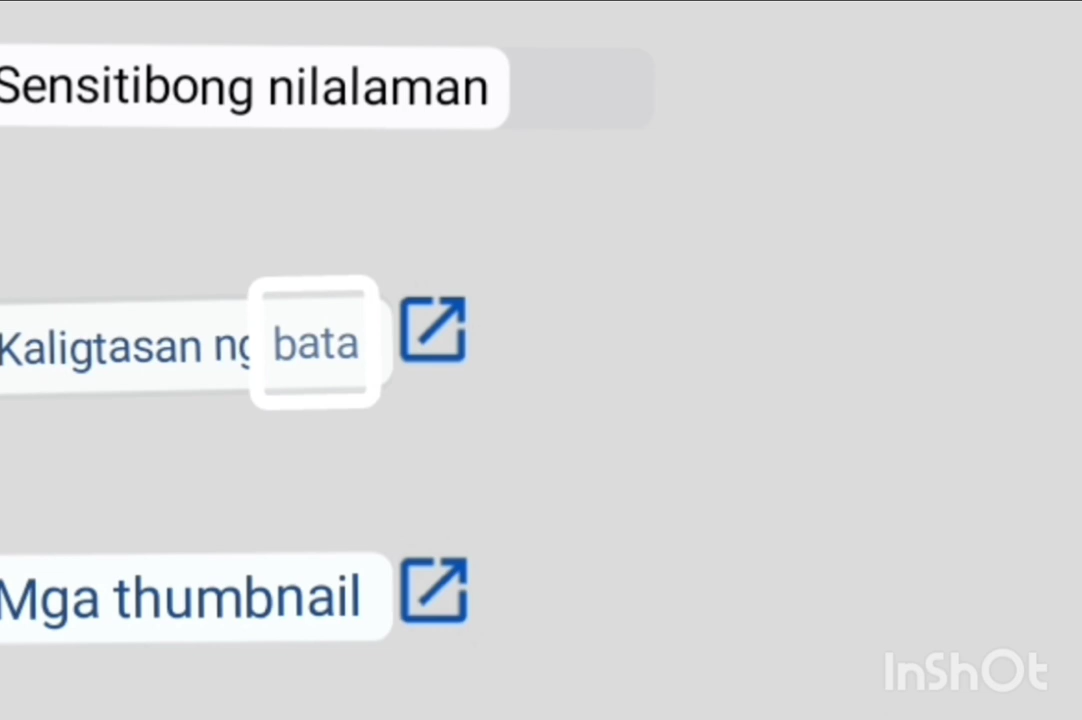 Sensitibong nilalaman
Kaligtasan ng bata
Mga thumbnail
InShOt